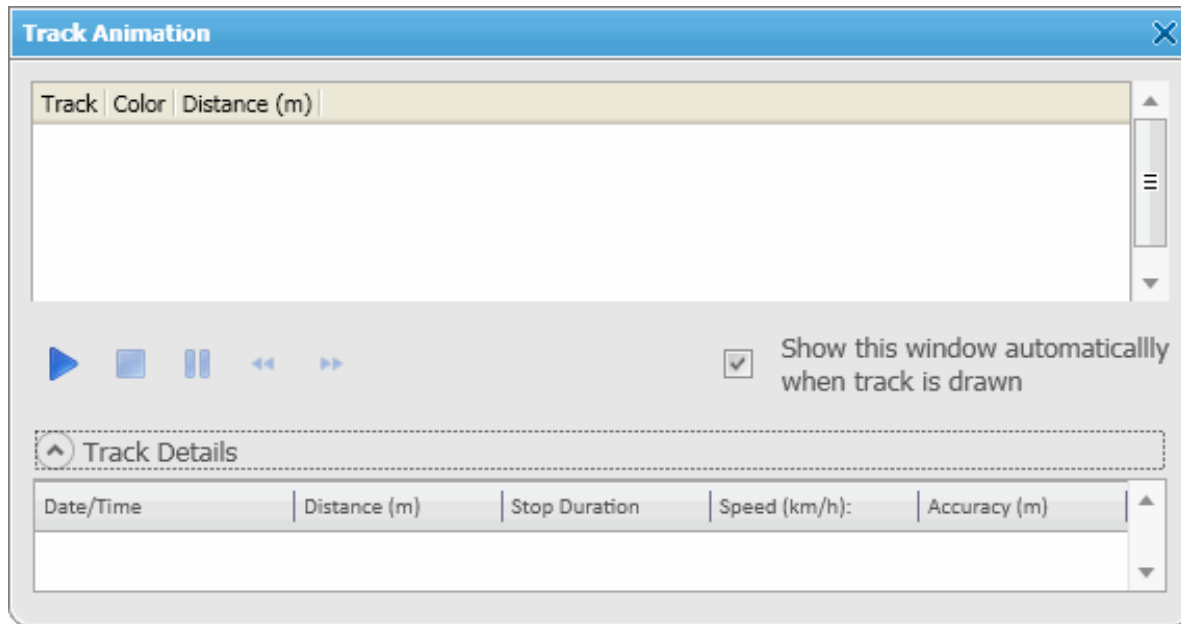 Track Animation
Track Color Distance (m)
Show this window automaticallly
when track is drawn
Track Details
Date/Time Distance (m) Stop Duration Speed (km/h): Accuracy (m)